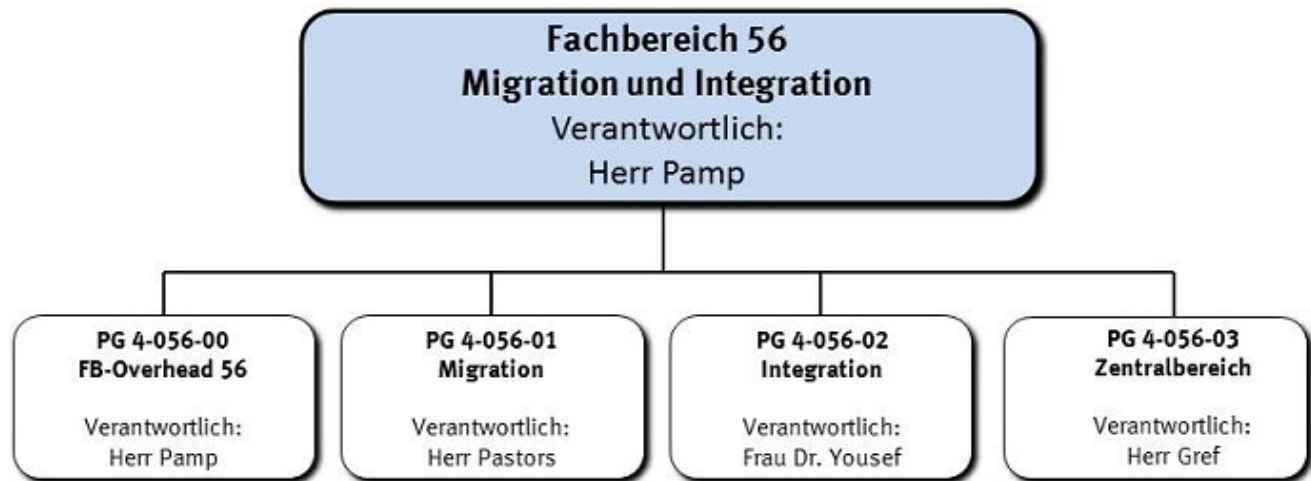 Fachbereich 56
Migration und Integration
Verantwortlich:
Herr Pamp
PG 4-056-00
FB-Overhead 56
Verantwortlich:
Herr Pamp
PG 4-056-01
Migration
Verantwortlich:
Herr Pastors
PG 4-056-02
Integration
Verantwortlich:
Frau Dr. Yousef
PG 4-056-03
Zentralbereich
Verantwortlich:
Herr Gref